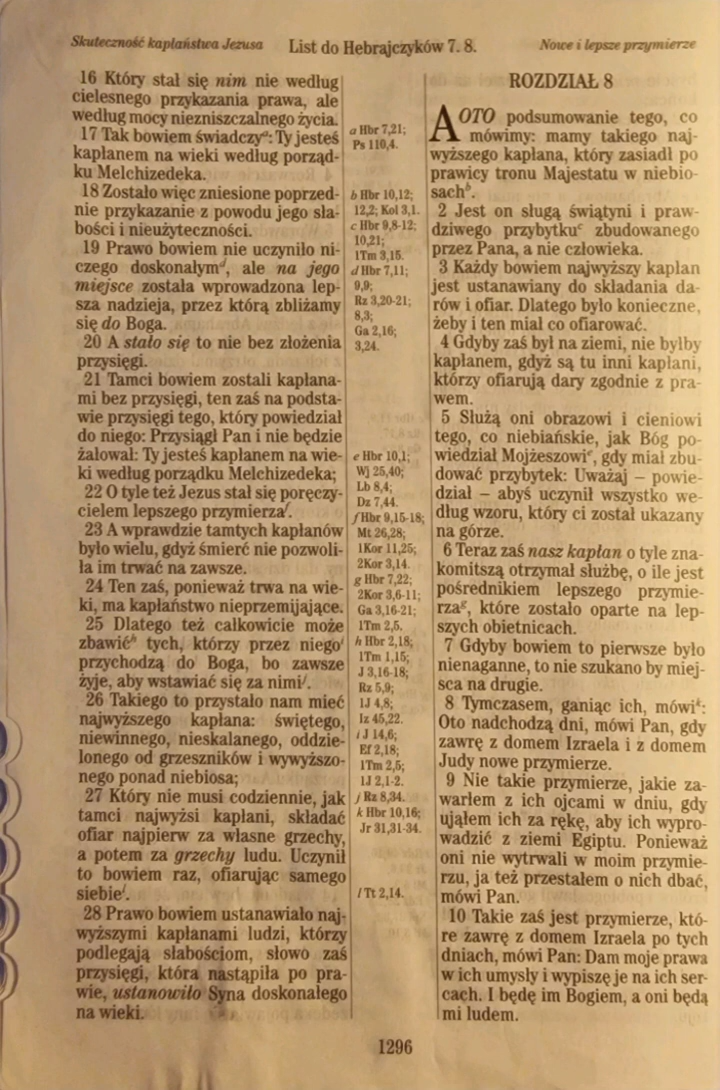 Skuteczność kapłaństwa Jezusa
List do Hebrajczyków 7. 8.
Nowe i lepsze przymierze
16 Który stał się nim nie według
cielesnego przykazania prawa, ale
według mocy niezniszczalnego życia.
17 Tak bowiem świadczyᵃ: Ty jesteś
kapłanem na wieki według porząd-
ku Melchizedeka.
18 Zostało więc zniesione poprzed-
nie przykazanie z powodu jego sła-
bości i nieużyteczności.
19 Prawo bowiem nie uczyniło ni-
czego doskonałymᵈ, ale na jego
miejsce została wprowadzona lep-
sza nadzieja, przez którą zbliżamy
się do Boga.
20 A stało się to nie bez złożenia
przysięgi.
21 Tamci bowiem zostali kapłana-
mi bez przysięgi, ten zaś na podsta-
wie przysięgi tego, który powiedział
do niego: Przysiągł Pan i nie będzie
żałował: Ty jesteś kapłanem na wie-
ki według porządku Melchizedeka;
22 O tyle też Jezus stał się poręczy-
cielem lepszego przymierzaᶠ.
23 A wprawdzie tamtych kapłanów
było wielu, gdyż śmierć nie pozwoli-
ła im trwać na zawsze.
24 Ten zaś, ponieważ trwa na wie-
ki, ma kapłaństwo nieprzemijające.
25 Dlatego też całkowicie może
zbawićʰ tych, którzy przez niegoⁱ
przychodzą do Boga, bo zawsze
żyje, aby wstawiać się za nimiʲ.
26 Takiego to przystało nam mieć
najwyższego kapłana: świętego,
niewinnego, nieskalanego, oddzie-
lonego od grzeszników i wywyższo-
nego ponad niebiosa;
27 Który nie musi codziennie, jak
tamci najwyżsi kapłani, składać
ofiar najpierw za własne grzechy,
a potem za grzechy ludu. Uczynił
to bowiem raz, ofiarując samego
siebieˡ.
28 Prawo bowiem ustanawiało naj-
wyższymi kapłanami ludzi, którzy
podlegają słabościom, słowo zaś
przysięgi, która nastąpiła po pra-
wie, ustanowiło Syna doskonałego
na wieki.
a Hbr 7,21;
Ps 110,4.
b Hbr 10,12;
12,2; Kol 3,1.
c Hbr 9,8-12;
10,21;
1Tm 3,15.
d Hbr 7,11;
9,9;
Rz 3,20-21;
8,3;
Ga 2,16;
3,24.
e Hbr 10,1;
Wj 25,40;
Lb 8,4;
Dz 7,44.
f Hbr 9,15-18;
Mt 26,28;
1Kor 11,25;
2Kor 3,14.
g Hbr 7,22;
2Kor 3,6-11;
Ga 3,16-21;
1Tm 2,5.
h Hbr 2,18;
1Tm 1,15;
J 3,16-18;
Rz 5,9;
1J 4,8;
Iz 45,22.
i J 14,6;
Ef 2,18;
1Tm 2,5;
1J 2,1-2.
j Rz 8,34.
k Hbr 10,16;
Jr 31,31-34.
l Tt 2,14.
ROZDZIAŁ 8
A OTO podsumowanie tego, co
mówimy: mamy takiego naj-
wyższego kapłana, który zasiadł po
prawicy tronu Majestatu w niebio-
sachᵇ.
2 Jest on sługą świątyni i praw-
dziwego przybytkuᶜ zbudowanego
przez Pana, a nie człowieka.
3 Każdy bowiem najwyższy kapłan
jest ustanawiany do składania da-
rów i ofiar. Dlatego było konieczne,
żeby i ten miał co ofiarować.
4 Gdyby zaś był na ziemi, nie byłby
kapłanem, gdyż są tu inni kapłani,
którzy ofiarują dary zgodnie z pra-
wem.
5 Służą oni obrazowi i cieniowi
tego, co niebiańskie, jak Bóg po-
wiedział Mojżeszowiᵉ, gdy miał zbu-
dować przybytek: Uważaj – powie-
dział – abyś uczynił wszystko we-
dług wzoru, który ci został ukazany
na górze.
6 Teraz zaś nasz kapłan o tyle zna-
komitszą otrzymał służbę, o ile jest
pośrednikiem lepszego przymie-
rzaᵍ, które zostało oparte na lep-
szych obietnicach.
7 Gdyby bowiem to pierwsze było
nienaganne, to nie szukano by miej-
sca na drugie.
8 Tymczasem, ganiąc ich, mówiᵏ:
Oto nadchodzą dni, mówi Pan, gdy
zawrę z domem Izraela i z domem
Judy nowe przymierze.
9 Nie takie przymierze, jakie za-
warłem z ich ojcami w dniu, gdy
ująłem ich za rękę, aby ich wypro-
wadzić z ziemi Egiptu. Ponieważ
oni nie wytrwali w moim przymie-
rzu, ja też przestałem o nich dbać,
mówi Pan.
10 Takie zaś jest przymierze, któ-
re zawrę z domem Izraela po tych
dniach, mówi Pan: Dam moje prawa
w ich umysły i wypiszę je na ich ser-
cach. I będę im Bogiem, a oni będą
mi ludem.
1296